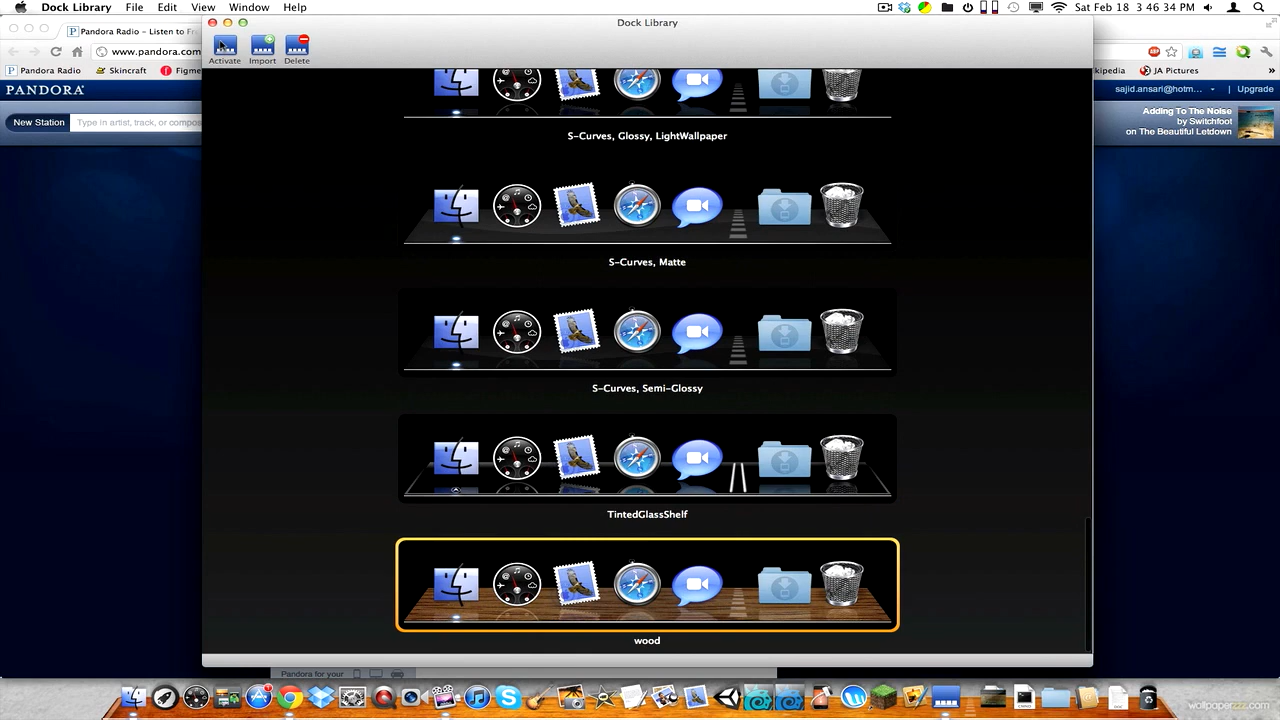 Dock Library File Edit View Window Help Sat Feb 18 3:46:34 PM
Dock Library
Pandora Radio – Listen to Fr
www.pandora.com
Activate Import Delete
Pandora Radio Skincraft Figme
kipedia JA Pictures »
PANDORA
sajid.ansari@hotm... Upgrade
New Station Type in artist, track, or compos
Adding To The Noise
by Switchfoot
on The Beautiful Letdown
S-Curves, Glossy, LightWallpaper
S-Curves, Matte
S-Curves, Semi-Glossy
TintedGlassShelf
wood
Pandora for your
wallpaperzzz.com